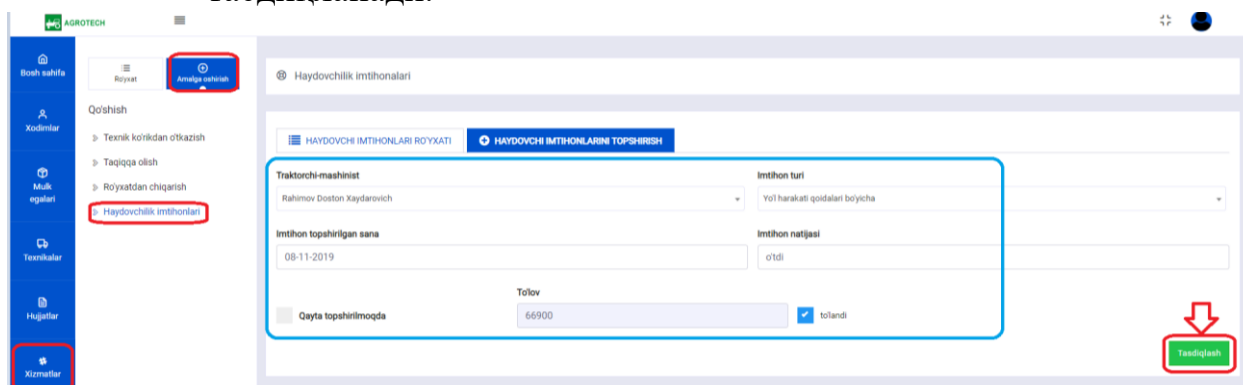 AGROTECH
Bosh sahifa
Ro'yxat
Amalga oshirish
Haydovchilik imtihonalari
Qo'shish
Xodimlar
Texnik ko'rikdan o'tkazish
HAYDOVCHI IMTIHONLARI RO'YXATI
HAYDOVCHI IMTIHONLARINI TOPSHIRISH
Taqiqqa olish
Mulk
egalari
Ro'yxatdan chiqarish
Haydovchilik imtihonlari
Traktorchi-mashinist
Imtihon turi
Rahimov Doston Xaydarovich
Yo'l harakati qoidalari bo'yicha
Texnikalar
Imtihon topshirilgan sana
Imtihon natijasi
08-11-2019
o'tdi
Hujjatlar
To'lov
Qayta topshirilmoqda
66900
to'landi
Xizmatlar
Tasdiqlash